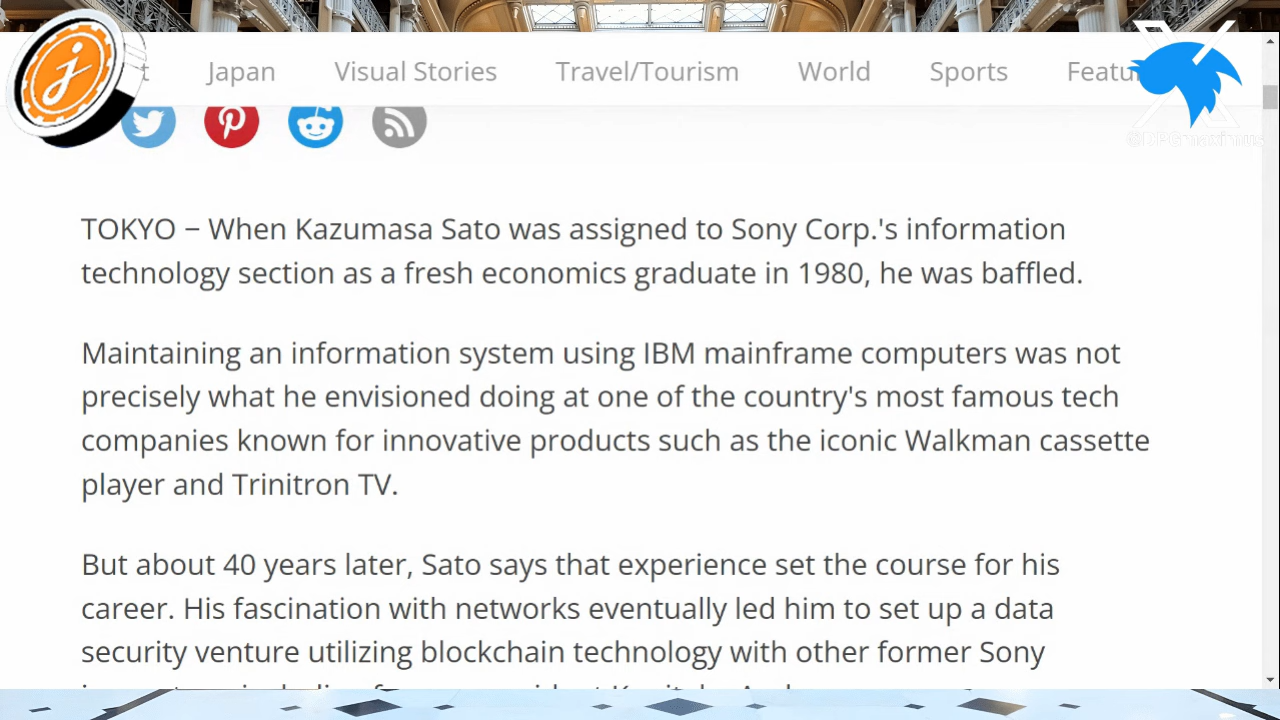 Japan Visual Stories Travel/Tourism World Sports
TOKYO – When Kazumasa Sato was assigned to Sony Corp.'s information
technology section as a fresh economics graduate in 1980, he was baffled.
Maintaining an information system using IBM mainframe computers was not
precisely what he envisioned doing at one of the country's most famous tech
companies known for innovative products such as the iconic Walkman cassette
player and Trinitron TV.
But about 40 years later, Sato says that experience set the course for his
career. His fascination with networks eventually led him to set up a data
security venture utilizing blockchain technology with other former Sony